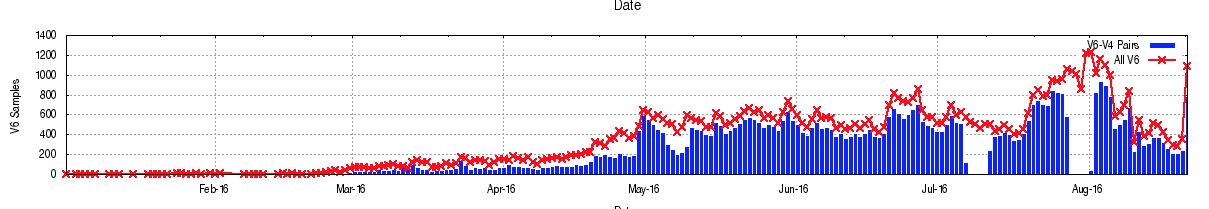 Date
1400
1200
1000
800
600
400
200
0
V6 Samples
V6-V4 Pairs
All V6
Feb-16
Mar-16
Apr-16
May-16
Jun-16
Jul-16
Aug-16